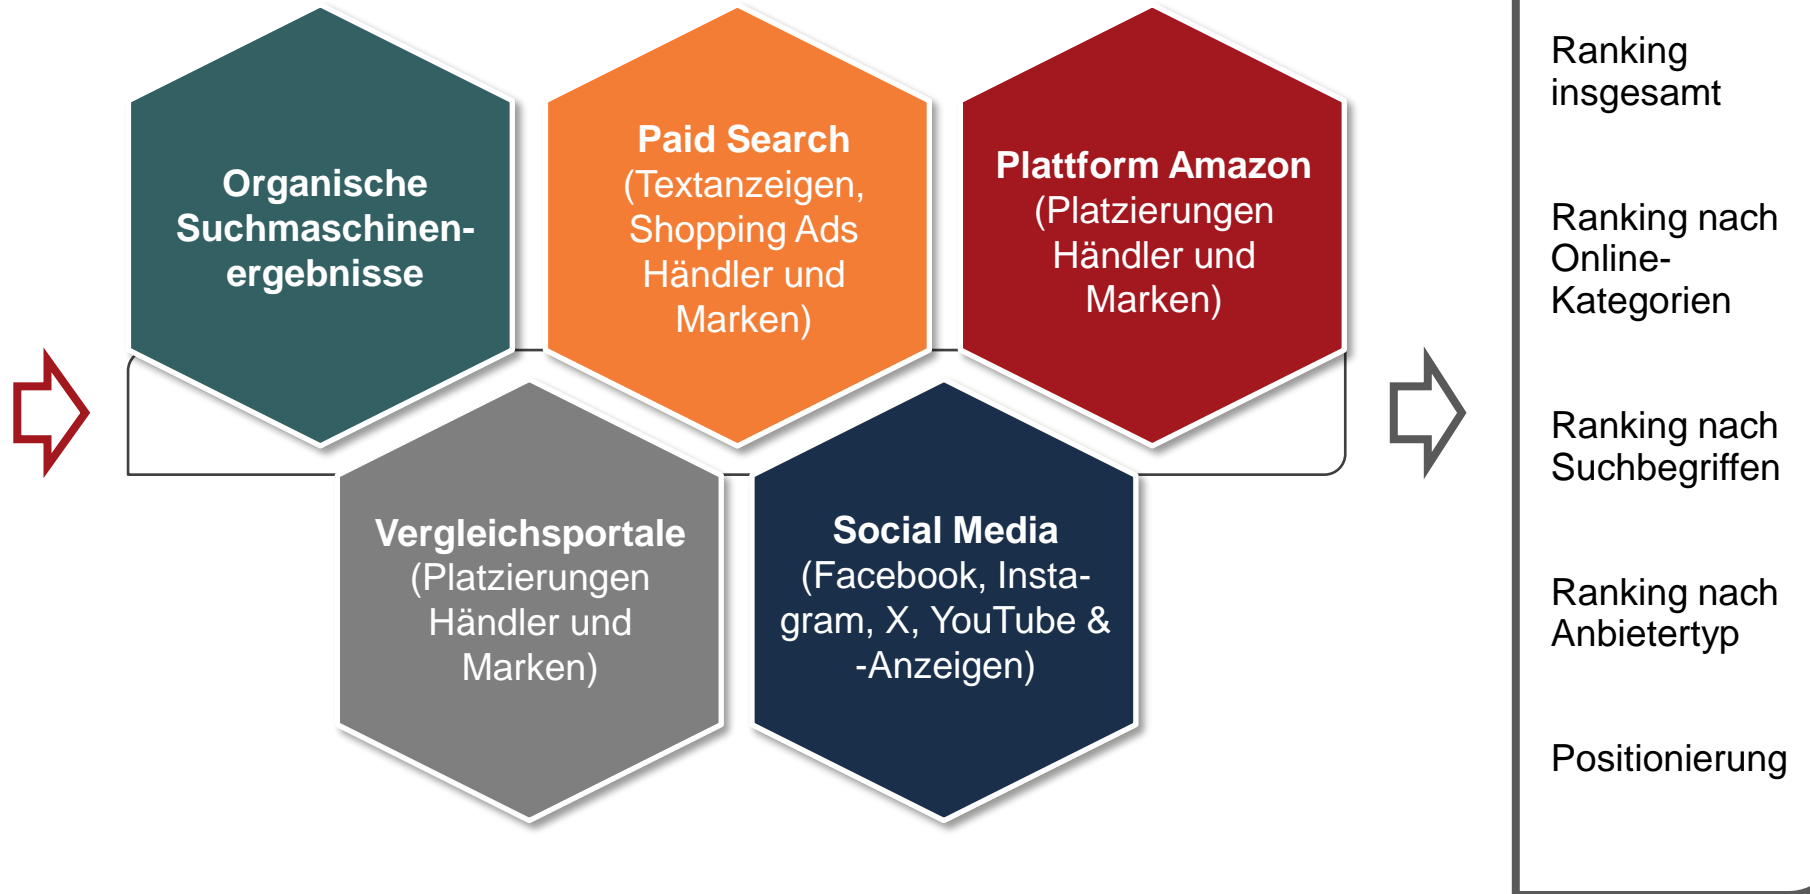 Organische
Suchmaschinen-
ergebnisse
Paid Search
(Textanzeigen,
Shopping Ads
Händler und
Marken)
Plattform Amazon
(Platzierungen
Händler und
Marken)
Vergleichsportale
(Platzierungen
Händler und
Marken)
Social Media
(Facebook, Insta-
gram, X, YouTube &
-Anzeigen)
Ranking
insgesamt
Ranking nach
Online-
Kategorien
Ranking nach
Suchbegriffen
Ranking nach
Anbietertyp
Positionierung